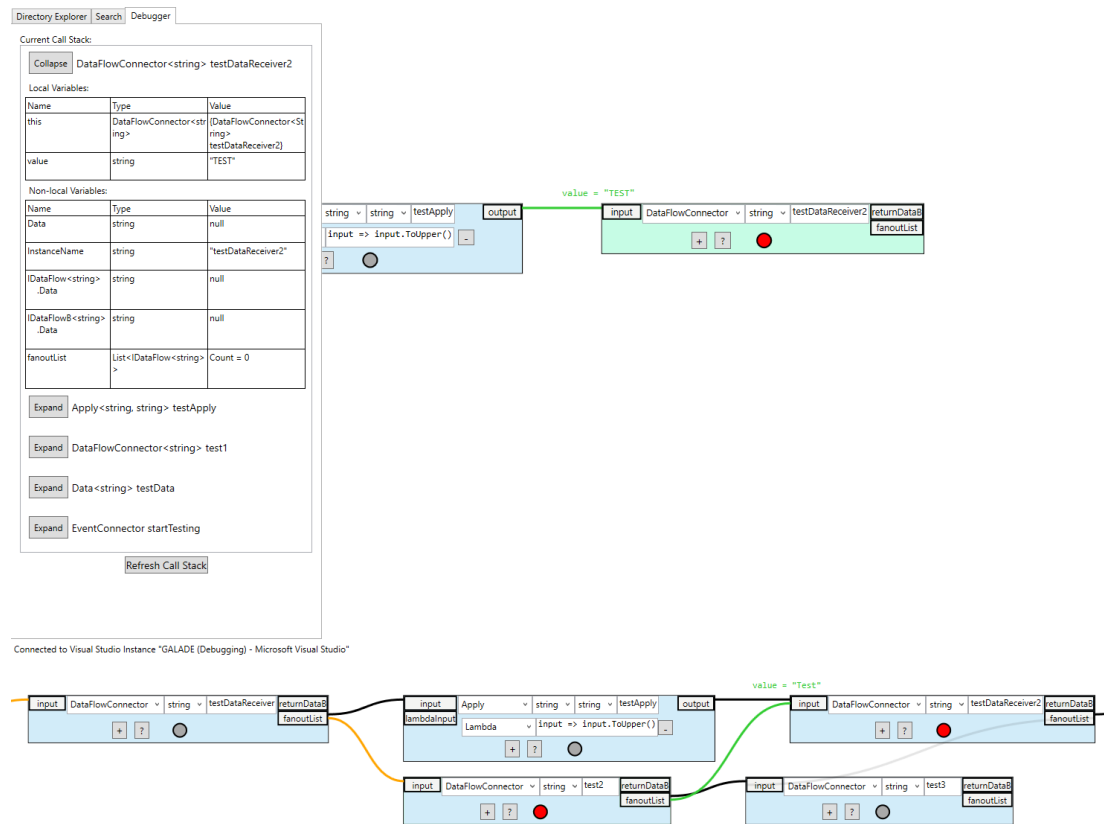 Directory Explorer Search Debugger
Current Call Stack:
Collapse DataFlowConnector<string> testDataReceiver2
Local Variables:
Name Type Value
this DataFlowConnector<str {DataFlowConnector<St
ing> ring>
testDataReceiver2}
value string "TEST"
Non-local Variables:
Name Type Value
Data string null
InstanceName string "testDataReceiver2"
IDataFlow<string> string null
.Data
IDataFlowB<string> string null
.Data
fanoutList List<IDataFlow<string> Count = 0
>
Expand Apply<string, string> testApply
Expand DataFlowConnector<string> test1
Expand Data<string> testData
Expand EventConnector startTesting
Refresh Call Stack
value = "TEST"
string string testApply output
input => input.ToUpper() -
?
input DataFlowConnector string testDataReceiver2 returnDataB
fanoutList
+ ?
Connected to Visual Studio Instance "GALADE (Debugging) - Microsoft Visual Studio"
value = "Test"
input DataFlowConnector string testDataReceiver returnDataB
fanoutList
+ ?
input Apply string string testApply output
lambdaInput Lambda input => input.ToUpper() -
+ ?
input DataFlowConnector string testDataReceiver2 returnDataB
fanoutList
+ ?
input DataFlowConnector string test2 returnDataB
fanoutList
+ ?
input DataFlowConnector string test3 returnDataB
fanoutList
+ ?